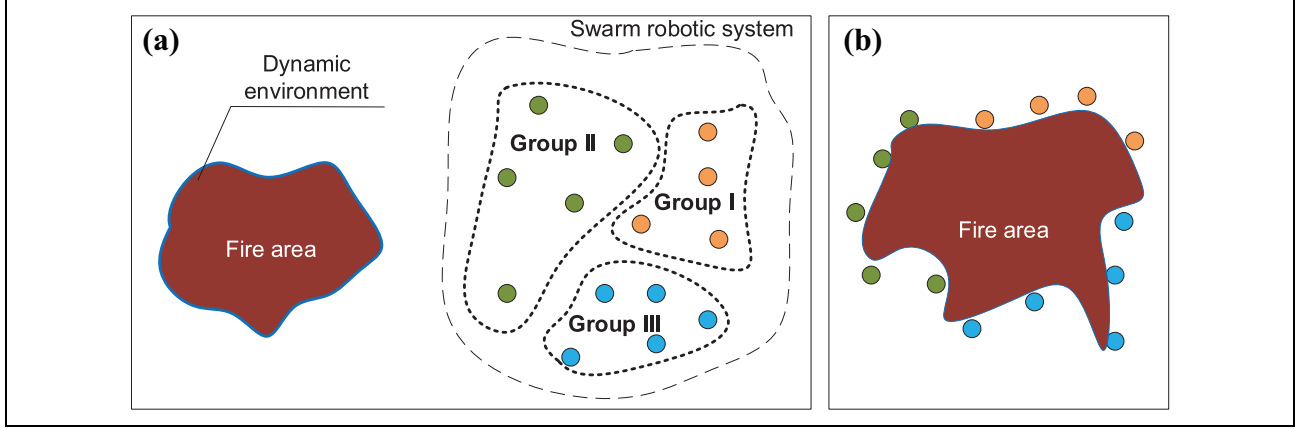 (a)
Dynamic
environment
Fire area
Swarm robotic system
Group Ⅱ
Group Ⅰ
Group Ⅲ
(b)
Fire area